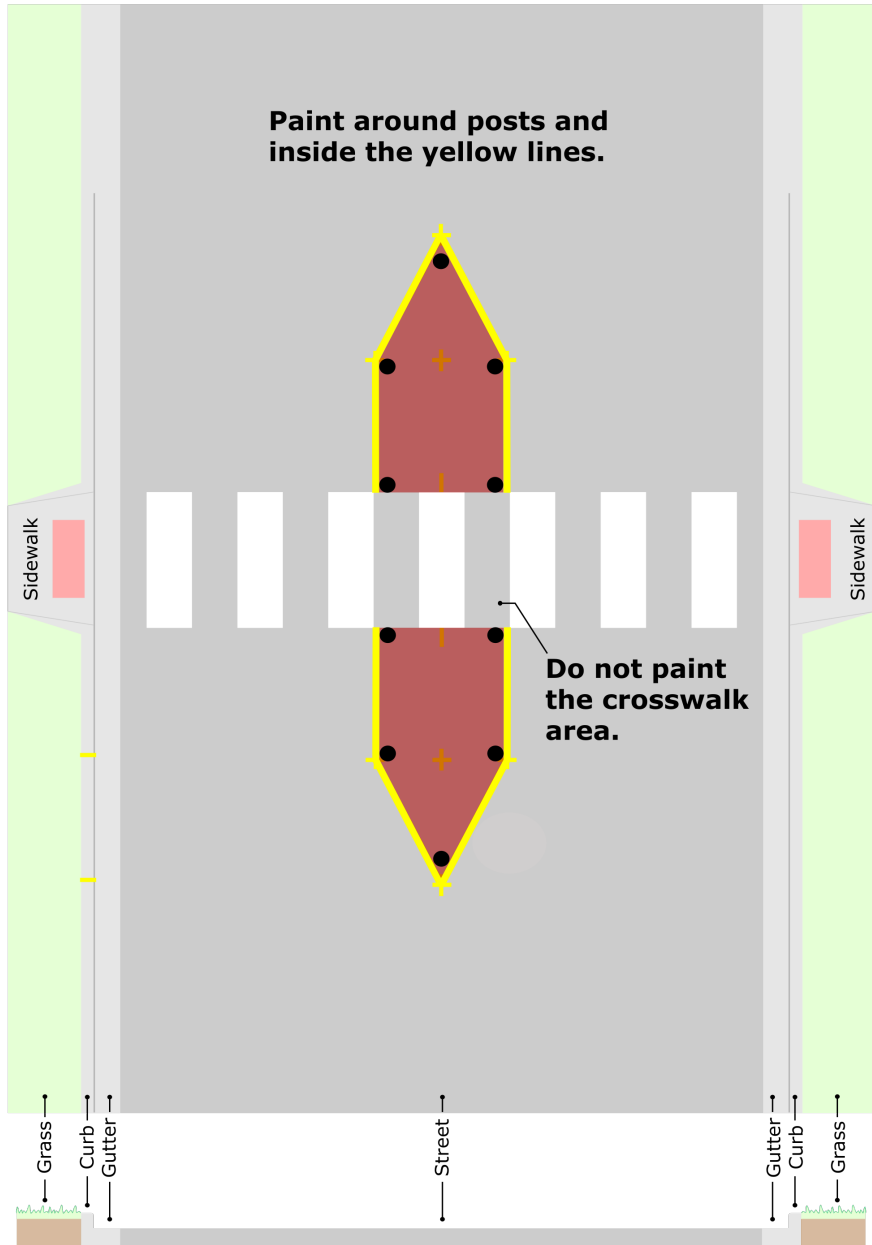 Paint around posts and
inside the yellow lines.
Sidewalk
Sidewalk
Do not paint
the crosswalk
area.
Grass
Curb
Gutter
Street
Gutter
Curb
Grass